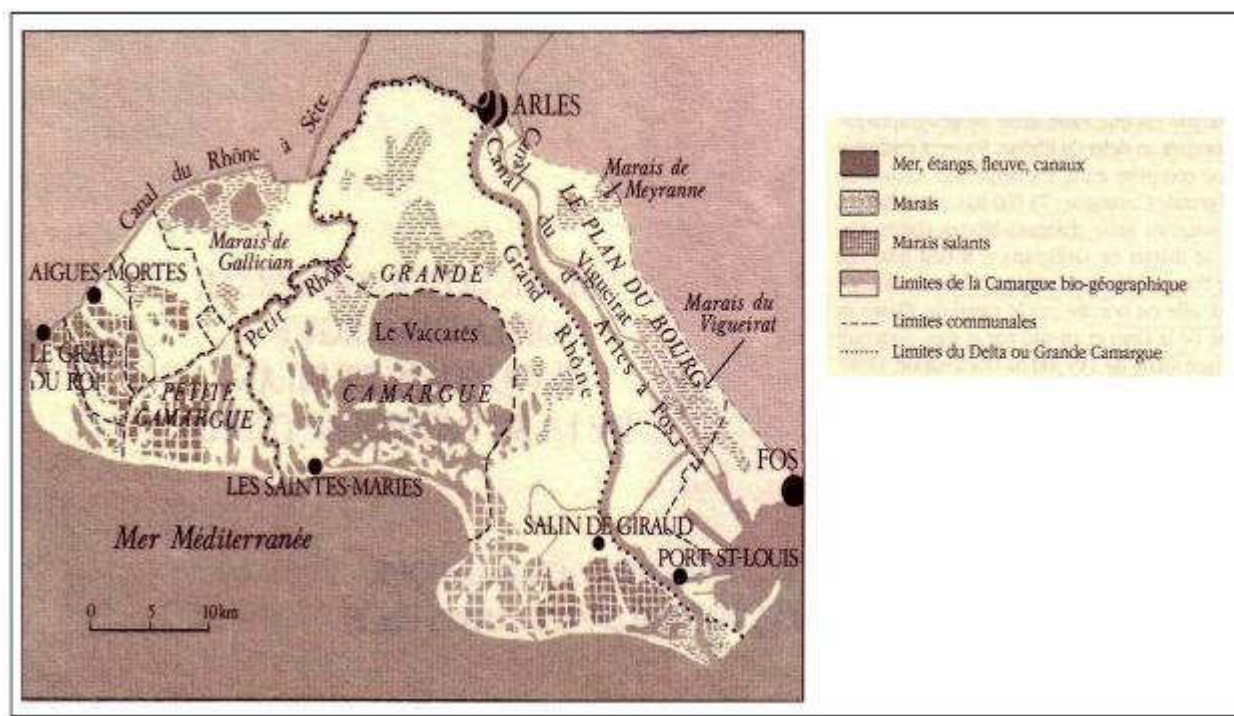 ARLES
Canal du Rhône à Sète
Marais de
Meyranne
Canal du Vigueirat
Canal d'Arles à Fos
LE PLAN DU BOURG
Marais de
Gallician
AIGUES-MORTES
Petit Rhône
GRANDE
Grand Rhône
Marais du
Vigueirat
Le Vaccarès
LE GRAU
DU ROI
PETITE
CAMARGUE
CAMARGUE
FOS
LES SAINTES-MARIES
SALIN DE GIRAUD
Mer Méditerranée
PORT-ST-LOUIS
0 5 10km
Mer, étangs, fleuve, canaux
Marais
Marais salants
Limites de la Camargue bio-géographique
Limites communales
Limites du Delta ou Grande Camargue